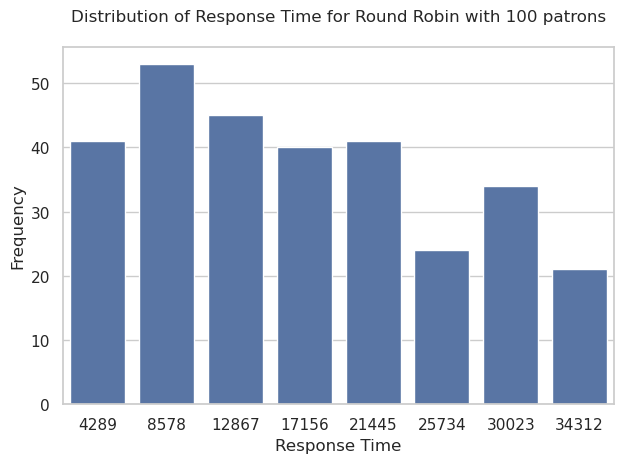 Distribution of Response Time for Round Robin with 100 patrons
50
40
30
20
10
0
Frequency
4289 8578 12867 17156 21445 25734 30023 34312
Response Time